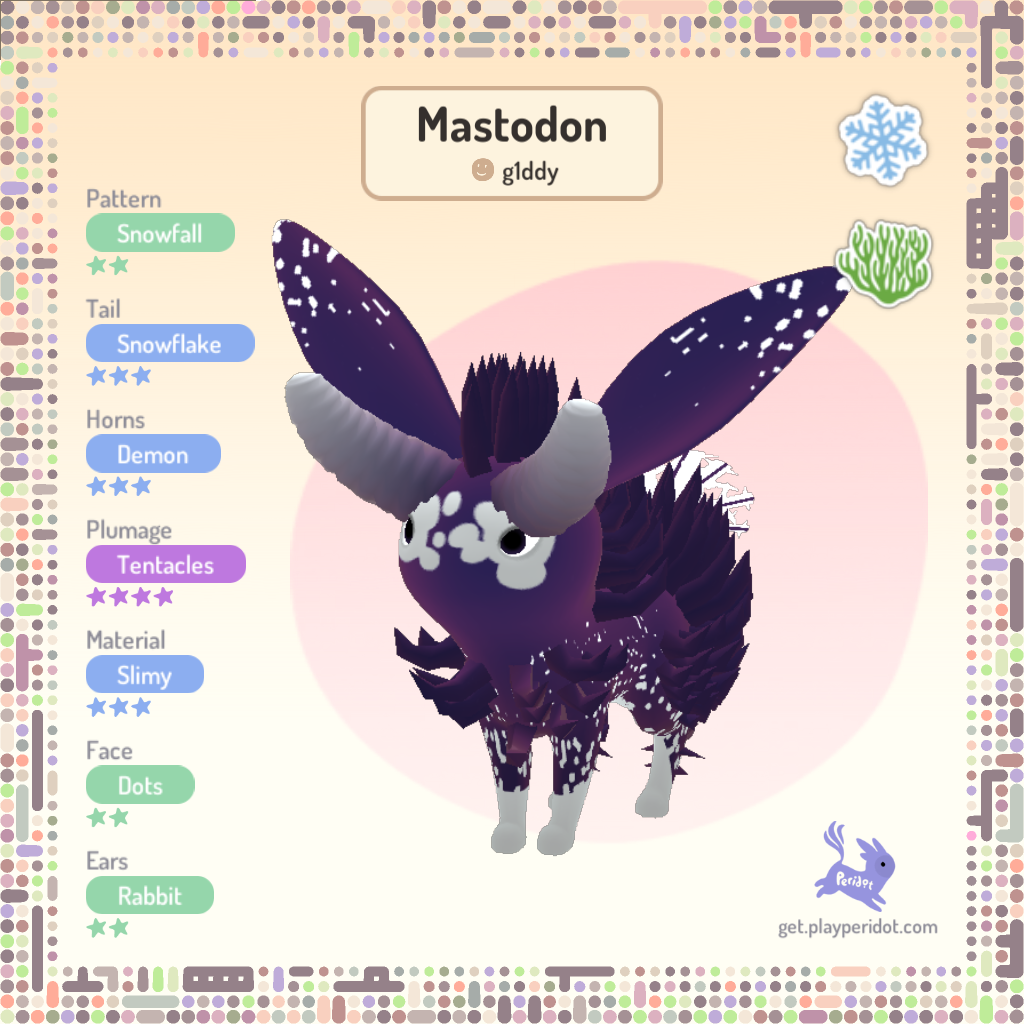 Mastodon
g1ddy
Pattern
Snowfall
Tail
Snowflake
Horns
Demon
Plumage
Tentacles
Material
Slimy
Face
Dots
Ears
Rabbit
Peridot
get.playperidot.com